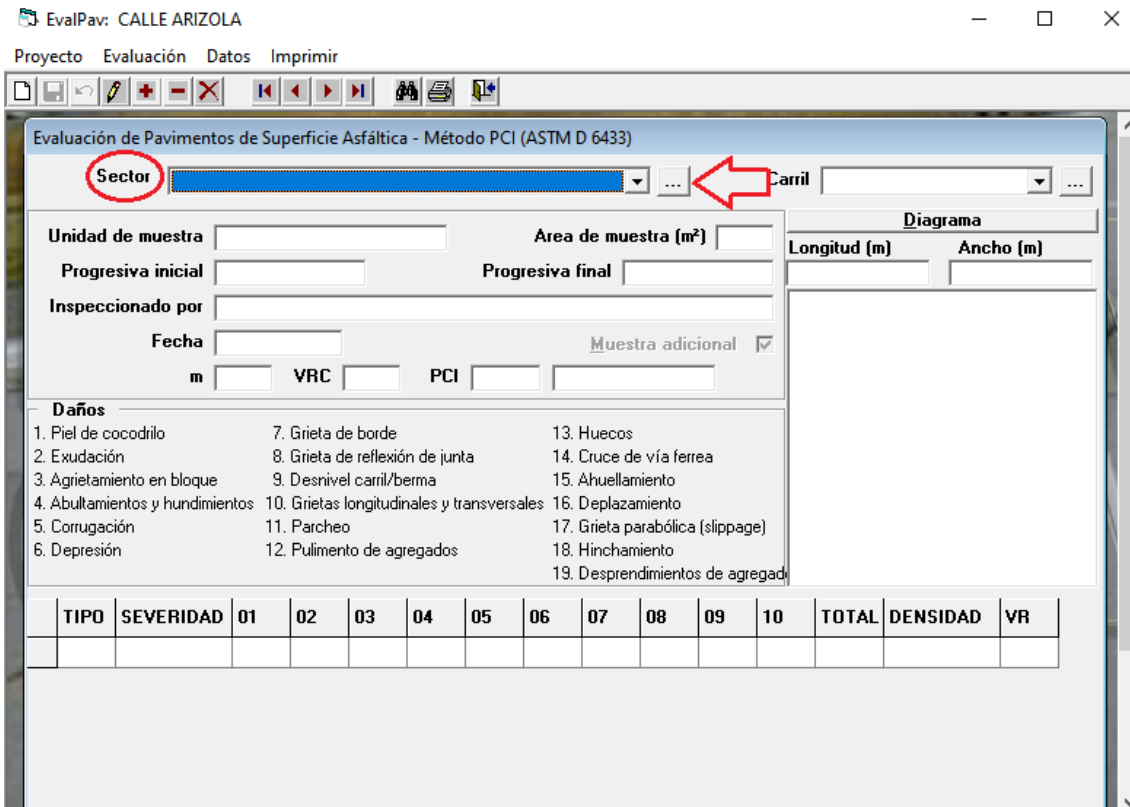 EvalPav: CALLE ARIZOLA
Proyecto Evaluación Datos Imprimir
Evaluación de Pavimentos de Superficie Asfáltica - Método PCI (ASTM D 6433)
Sector ... Carril ...
Diagrama
Unidad de muestra Area de muestra (m²)
Longitud (m) Ancho (m)
Progresiva inicial Progresiva final
Inspeccionado por
Fecha Muestra adicional
m VRC PCI
Daños
1. Piel de cocodrilo 7. Grieta de borde 13. Huecos
2. Exudación 8. Grieta de reflexión de junta 14. Cruce de vía ferrea
3. Agrietamiento en bloque 9. Desnivel carril/berma 15. Ahuellamiento
4. Abultamientos y hundimientos 10. Grietas longitudinales y transversales 16. Deplazamiento
5. Corrugación 11. Parcheo 17. Grieta parabólica (slippage)
6. Depresión 12. Pulimento de agregados 18. Hinchamiento
19. Desprendimientos de agregad
TIPO SEVERIDAD 01 02 03 04 05 06 07 08 09 10 TOTAL DENSIDAD VR